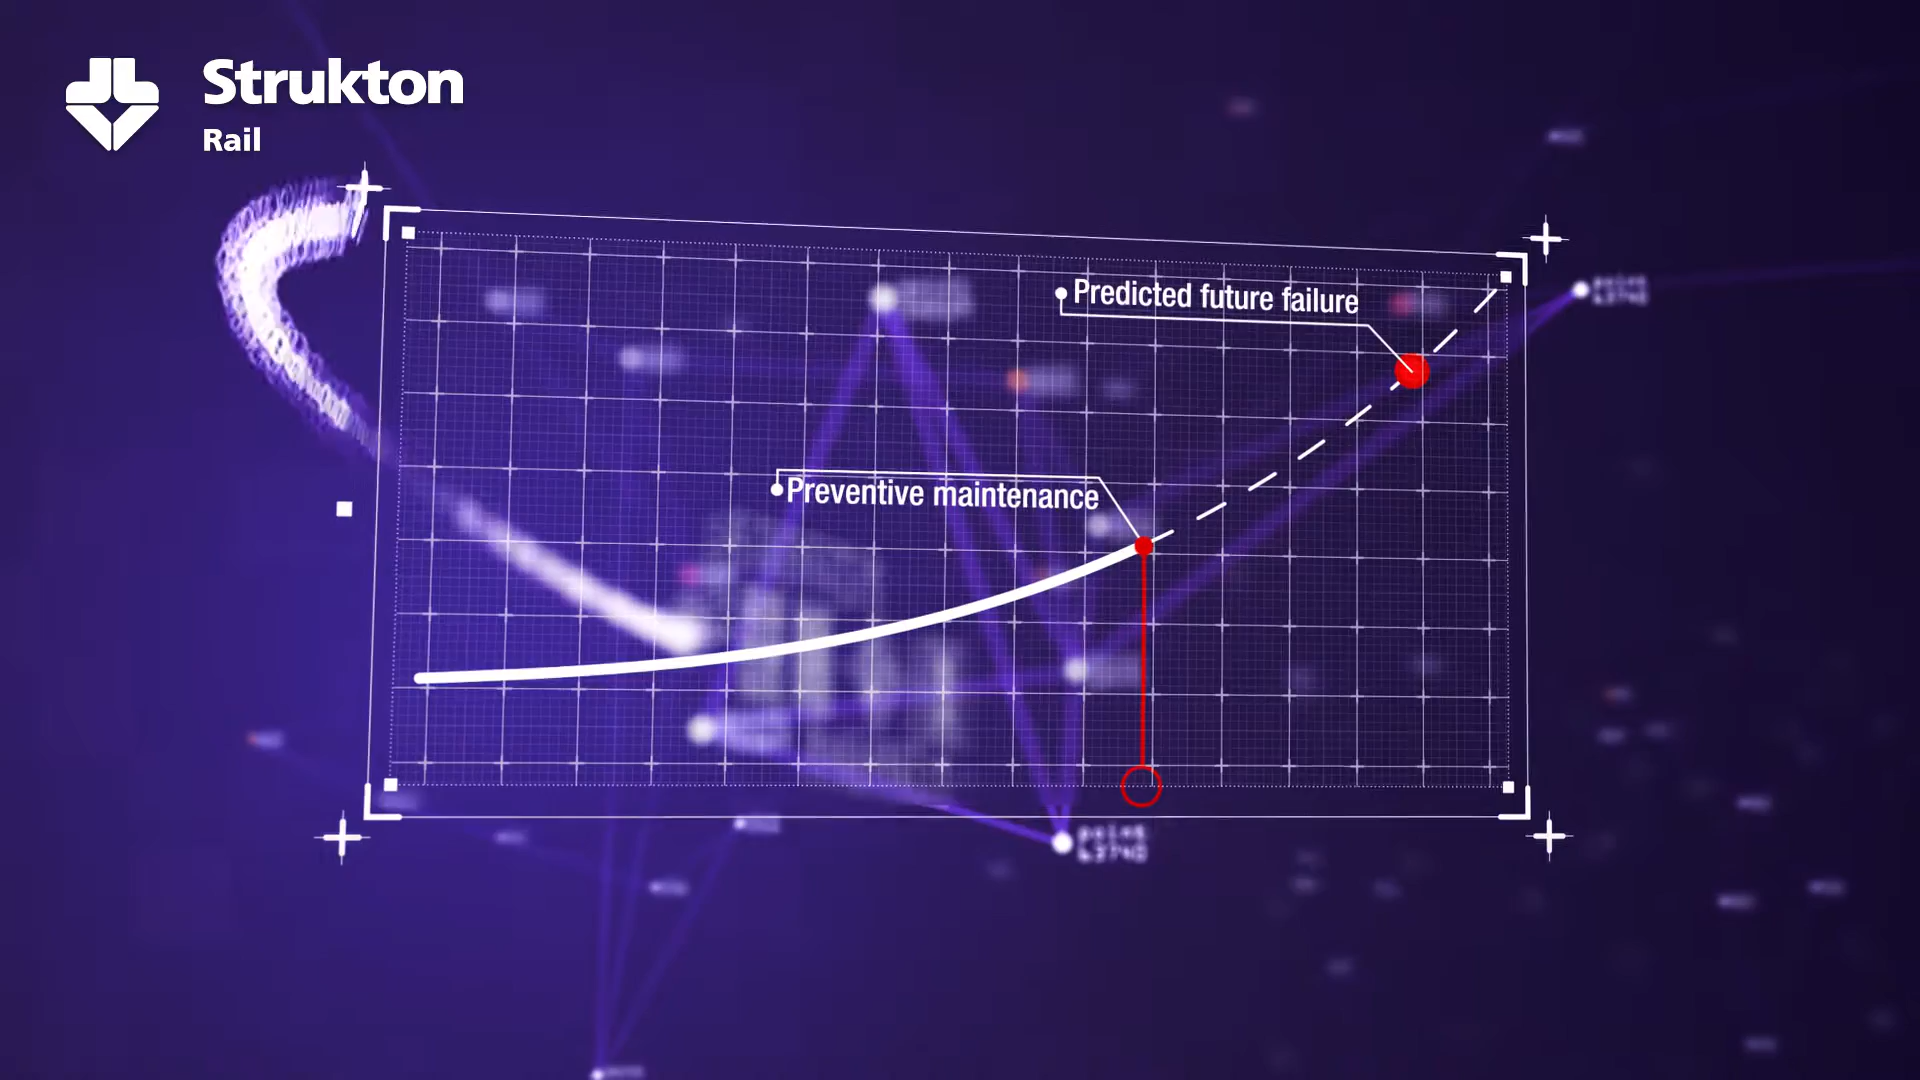 Strukton
Rail
Predicted future failure
Preventive maintenance